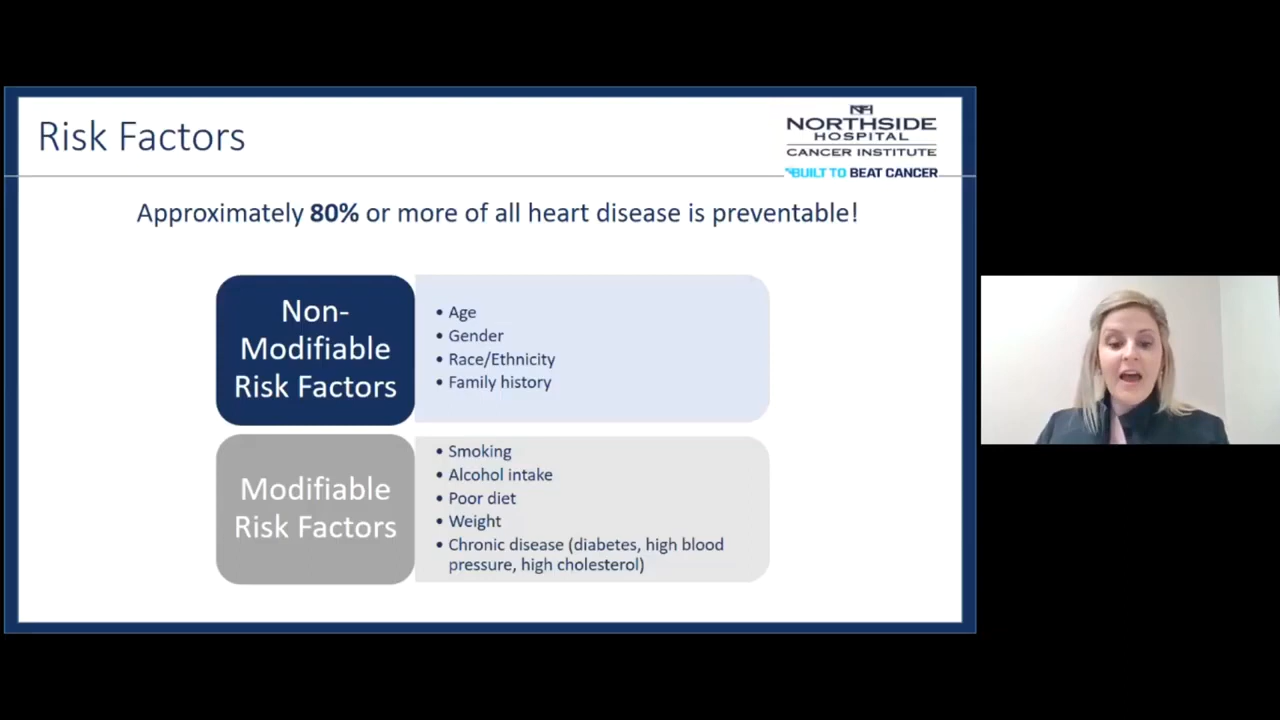 Risk Factors
NORTHSIDE
HOSPITAL
CANCER INSTITUTE
BUILT TO BEAT CANCER
Approximately 80% or more of all heart disease is preventable!
Non-
Modifiable
Risk Factors
• Age
• Gender
• Race/Ethnicity
• Family history
Modifiable
Risk Factors
• Smoking
• Alcohol intake
• Poor diet
• Weight
• Chronic disease (diabetes, high blood
pressure, high cholesterol)